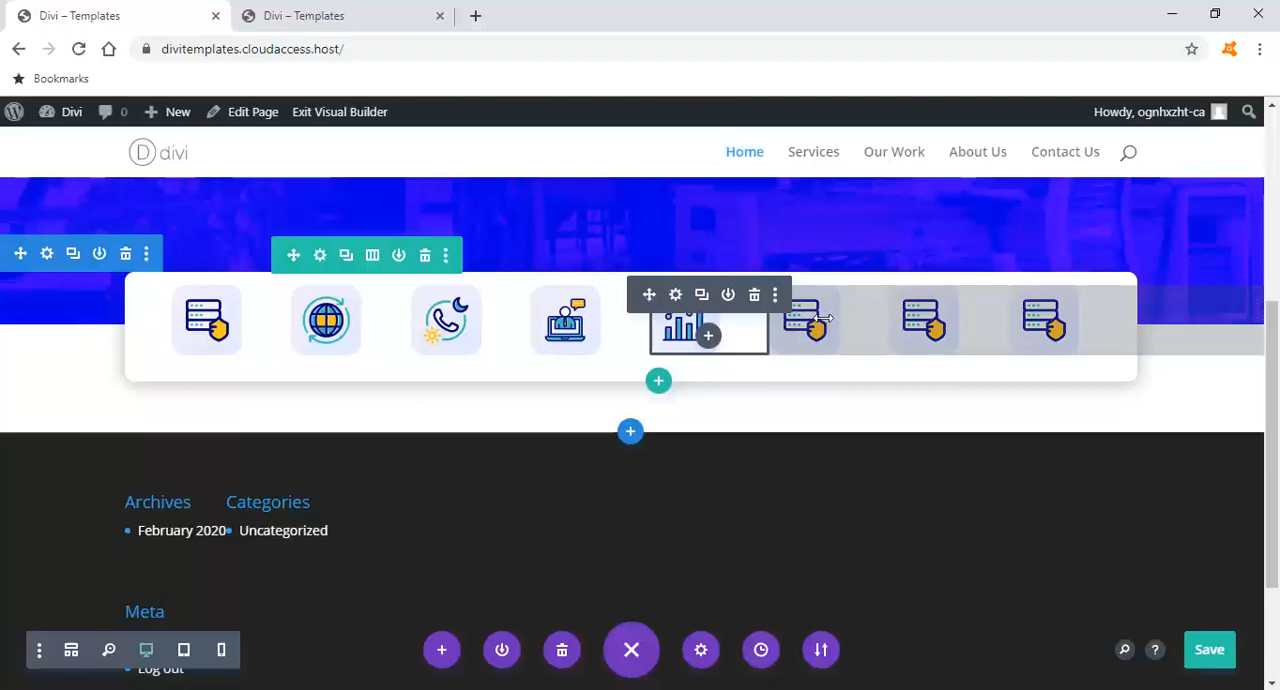 Divi – Templates
Divi – Templates
divitemplates.cloudaccess.host/
Bookmarks
Divi 0 New Edit Page Exit Visual Builder Howdy, ognhxzht-ca
D divi Home Services Our Work About Us Contact Us
Archives Categories
February 2020 Uncategorized
Meta
Log out
? Save